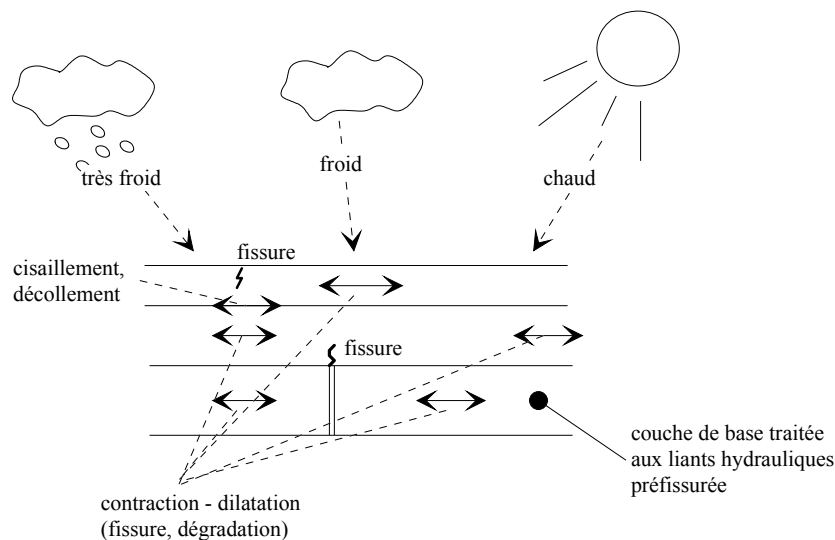 très froid
froid
chaud
fissure
cisaillement,
décollement
fissure
couche de base traitée
aux liants hydrauliques
préfissurée
contraction - dilatation
(fissure, dégradation)